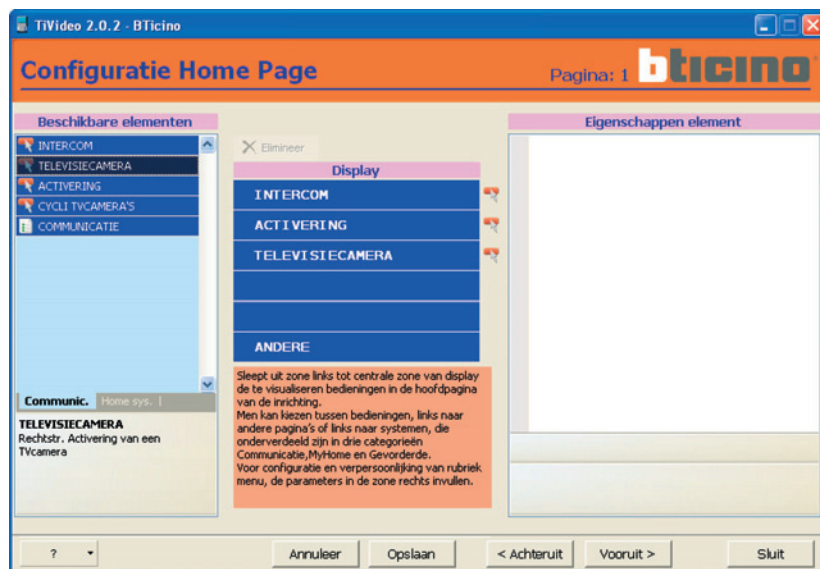 TiVideo 2.0.2 - BTicino
Configuratie Home Page
Pagina: 1
bticino
Beschikbare elementen
INTERCOM
TELEVISIECAMERA
ACTIVERING
CYCLI TVCAMERA'S
COMMUNICATIE
Communic.
Home sys.
TELEVISIECAMERA
Rechtstr. Activering van een
TVcamera
Elimineer
Display
INTERCOM
ACTIVERING
TELEVISIECAMERA
ANDERE
Sleept uit zone links tot centrale zone van display
de te visualiseren bedieningen in de hoofdpagina
van de inrichting.
Men kan kiezen tussen bedieningen, links naar
andere pagina's of links naar systemen, die
onderverdeeld zijn in drie categorieën
Communicatie,MyHome en Gevorderde.
Voor configuratie en verpersoonlijking van rubriek
menu, de parameters in de zone rechts invullen.
Eigenschappen element
?
Annuleer
Opslaan
< Achteruit
Vooruit >
Sluit